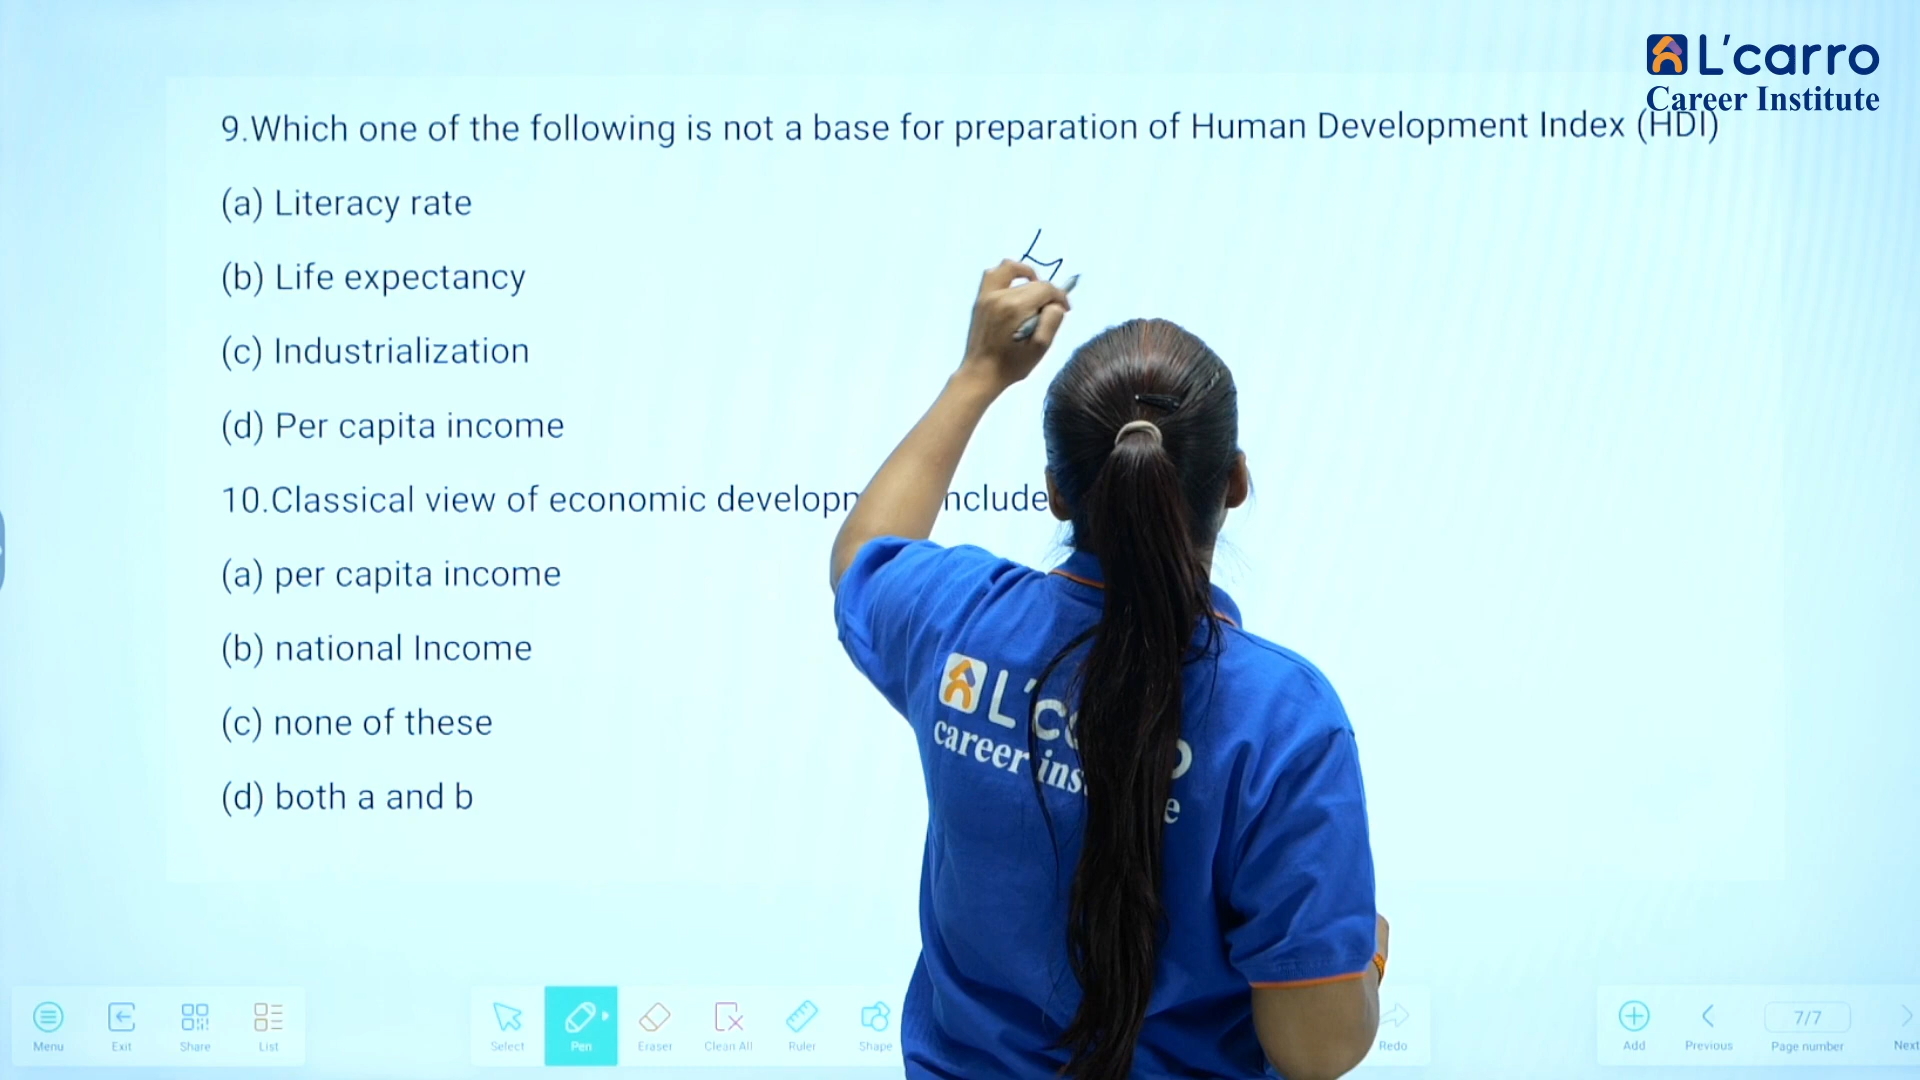 L'carro
Career Institute
9.Which one of the following is not a base for preparation of Human Development Index (HDI)
(a) Literacy rate
(b) Life expectancy
(c) Industrialization
(d) Per capita income
10.Classical view of economic
(a) per capita income
(b) national Income
(c) none of these
(d) both a and b
career
Menu
Exit
Share
List
Select
Pen
Eraser
Clean All
Ruler
Shape
Redo
Add
Previous
7/7
Page number
Next